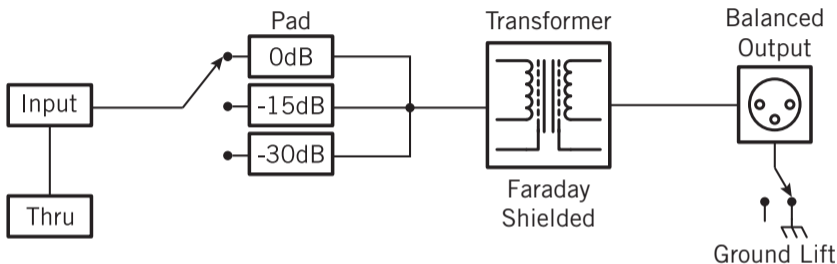 Pad
0dB
-15dB
-30dB
Input
Thru
Transformer
Faraday
Shielded
Balanced
Output
Ground Lift